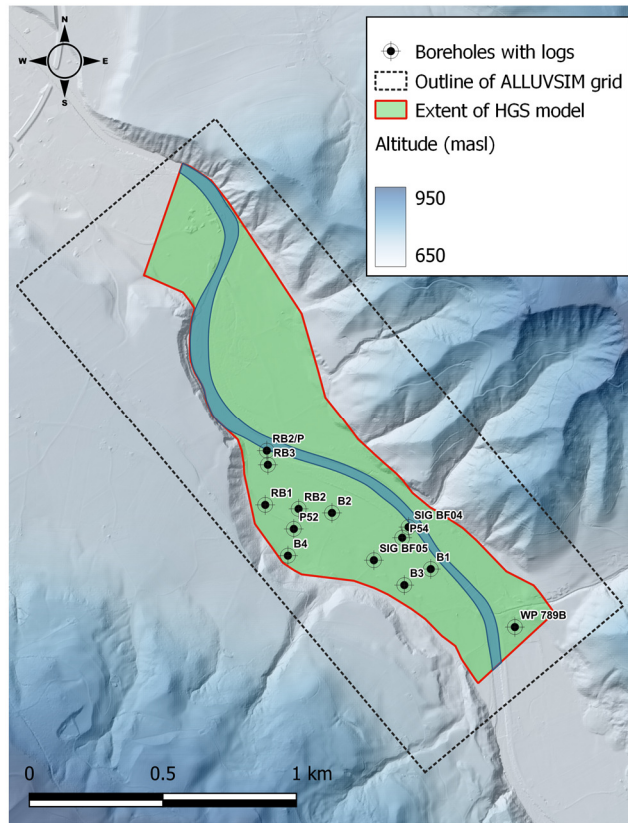 N
W E
S
Boreholes with logs
Outline of ALLUVSIM grid
Extent of HGS model
Altitude (masl)
950
650
RB2/P
RB3
RB1
RB2
B2
P52
SIG BF04
P54
B4
SIG BF05
B1
B3
WP 789B
0 0.5 1 km